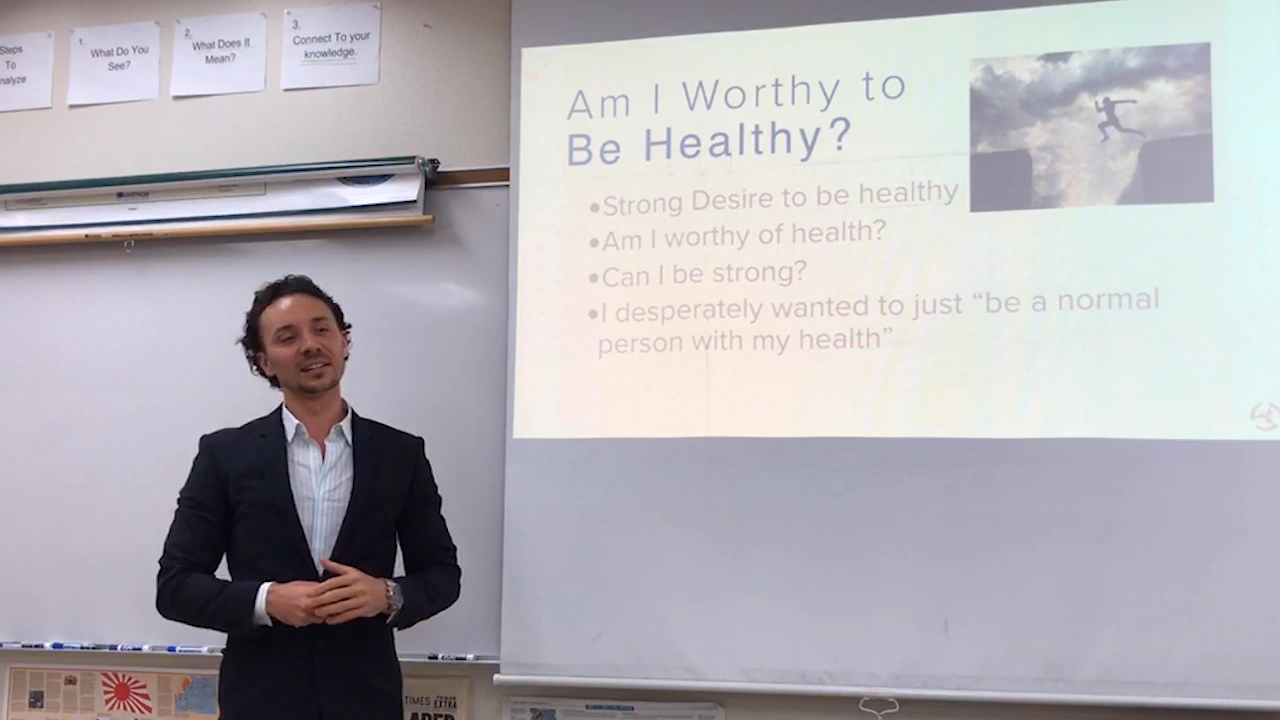 Steps
To
nalyze
1.
What Do You
See?
2.
What Does It
Mean?
3.
Connect To your
knowledge.
Am I Worthy to
Be Healthy?
•Strong Desire to be healthy
•Am I worthy of health?
•Can I be strong?
•I desperately wanted to just “be a normal
person with my health”
TIMES
EXTRA